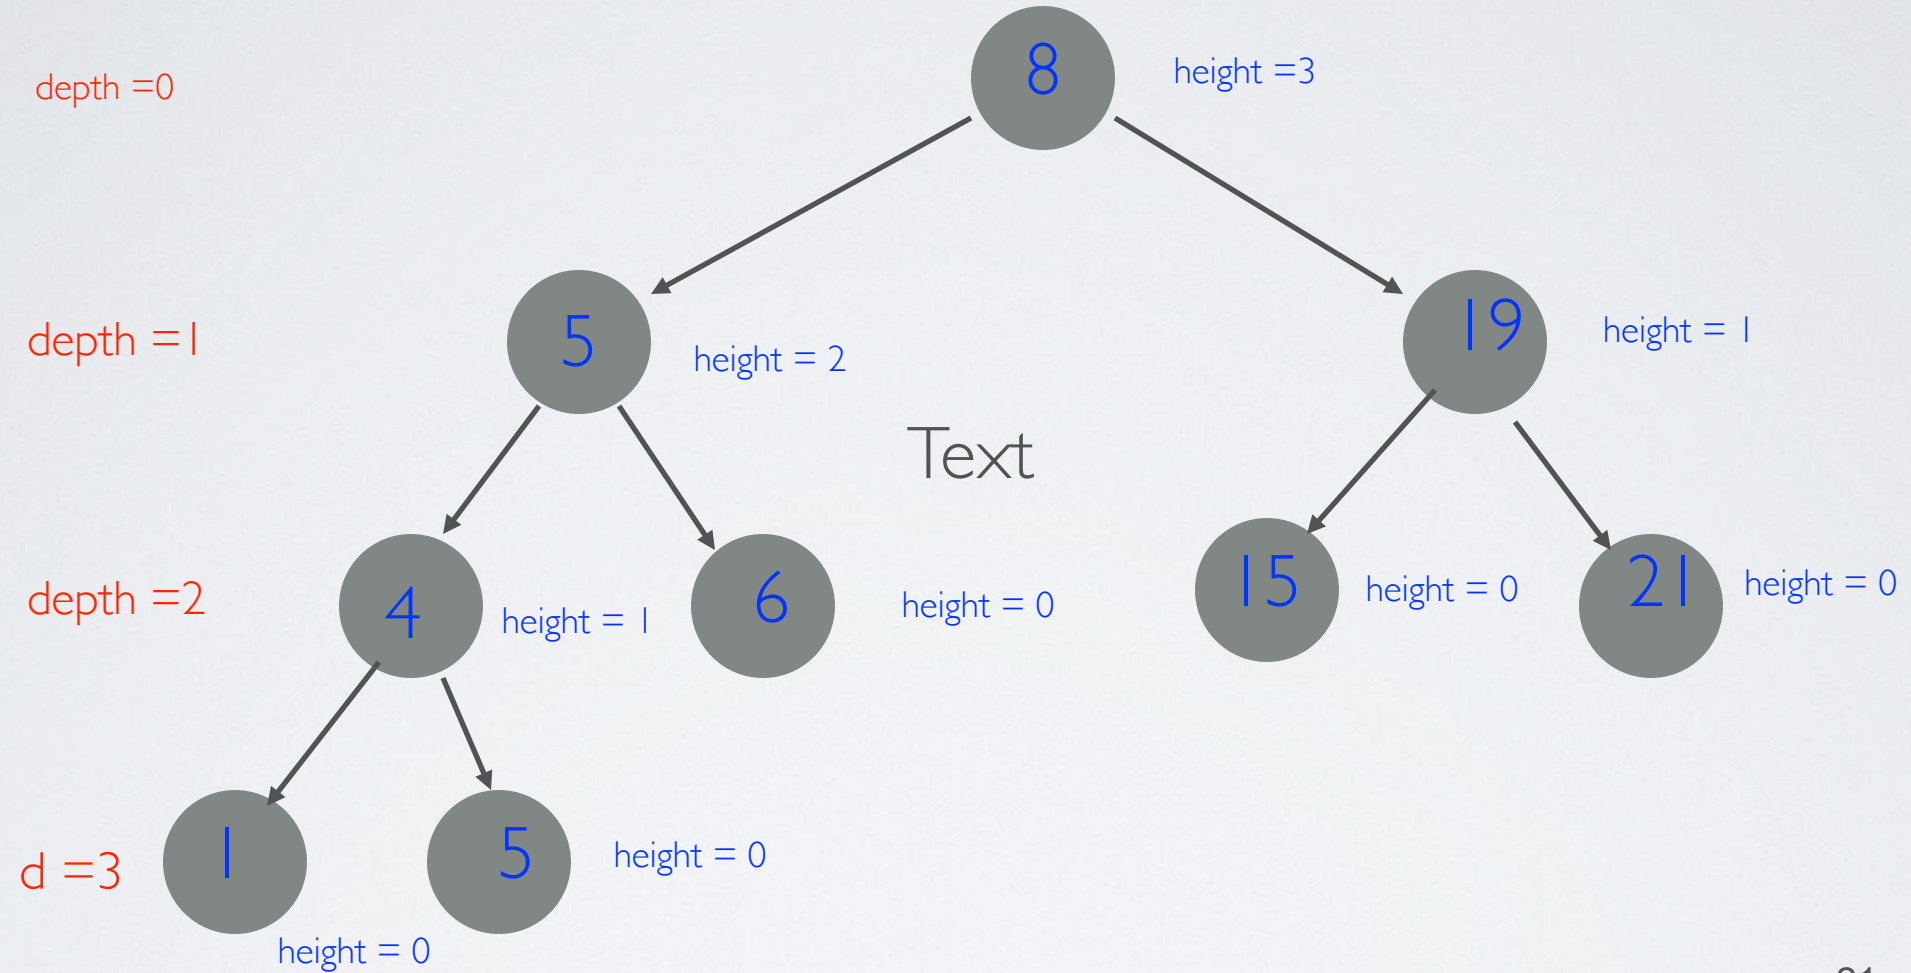 8
height =3
depth =0
depth =1
5
height = 2
19
height = 1
Text
depth =2
4
height = 1
6
height = 0
15
height = 0
21
height = 0
d =3
1
5
height = 0
height = 0